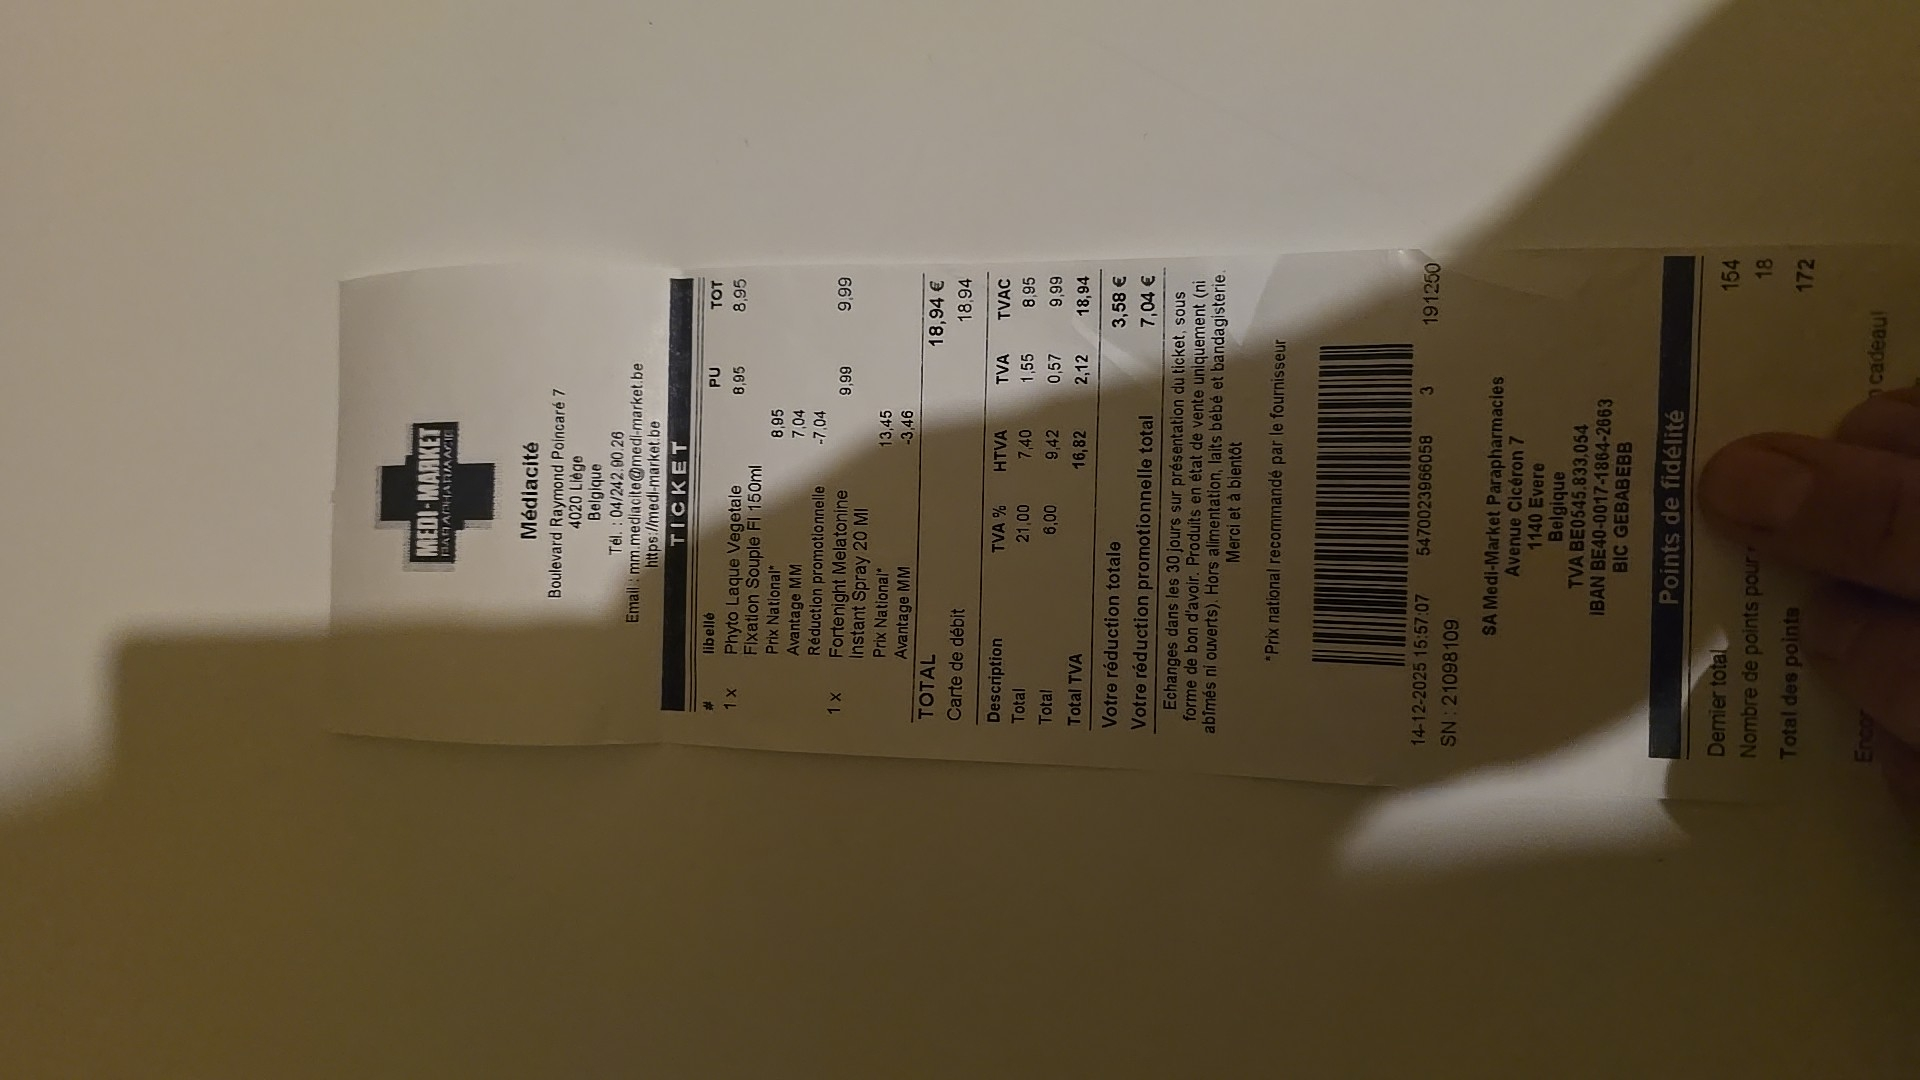 MEDI-MARKET
PARAPHARMACIE
Médiacité
Boulevard Raymond Poincaré 7
4020 Liège
Belgique
Tél. : 04/242.90.26
Email : mm.mediacite@medi-market.be
https://medi-market.be
TICKET
# libellé PU TOT
1 x Phyto Laque Vegetale 8,95 8,95
Fixation Souple Fl 150ml
Prix National* 8,95
Avantage MM 7,04
Réduction promotionnelle -7,04
1 x Fortenight Melatonine 9,99 9,99
Instant Spray 20 Ml
Prix National* 13,45
Avantage MM -3,46
TOTAL 18,94 €
Carte de débit 18,94
Description TVA % HTVA TVA TVAC
Total 21,00 7,40 1,55 8,95
Total 6,00 9,42 0,57 9,99
Total TVA 16,82 2,12 18,94
Votre réduction totale 3,58 €
Votre réduction promotionnelle total 7,04 €
Echanges dans les 30 jours sur présentation du ticket, sous
forme de bon d'avoir. Produits en état de vente uniquement (ni
abîmés ni ouverts). Hors alimentation, laits bébé et bandagisterie.
Merci et à bientôt
*Prix national recommandé par le fournisseur
14-12-2025 15:57:07 5470023966058 3 191250
SN : 21098109
SA Medi-Market Parapharmacies
Avenue Cicéron 7
1140 Evere
Belgique
TVA BE0545.833.054
IBAN BE40-0017-1864-2663
BIC GEBABEBB
Points de fidélité
Dernier total 154
Nombre de points pour 18
Total des points 172
cadeau!